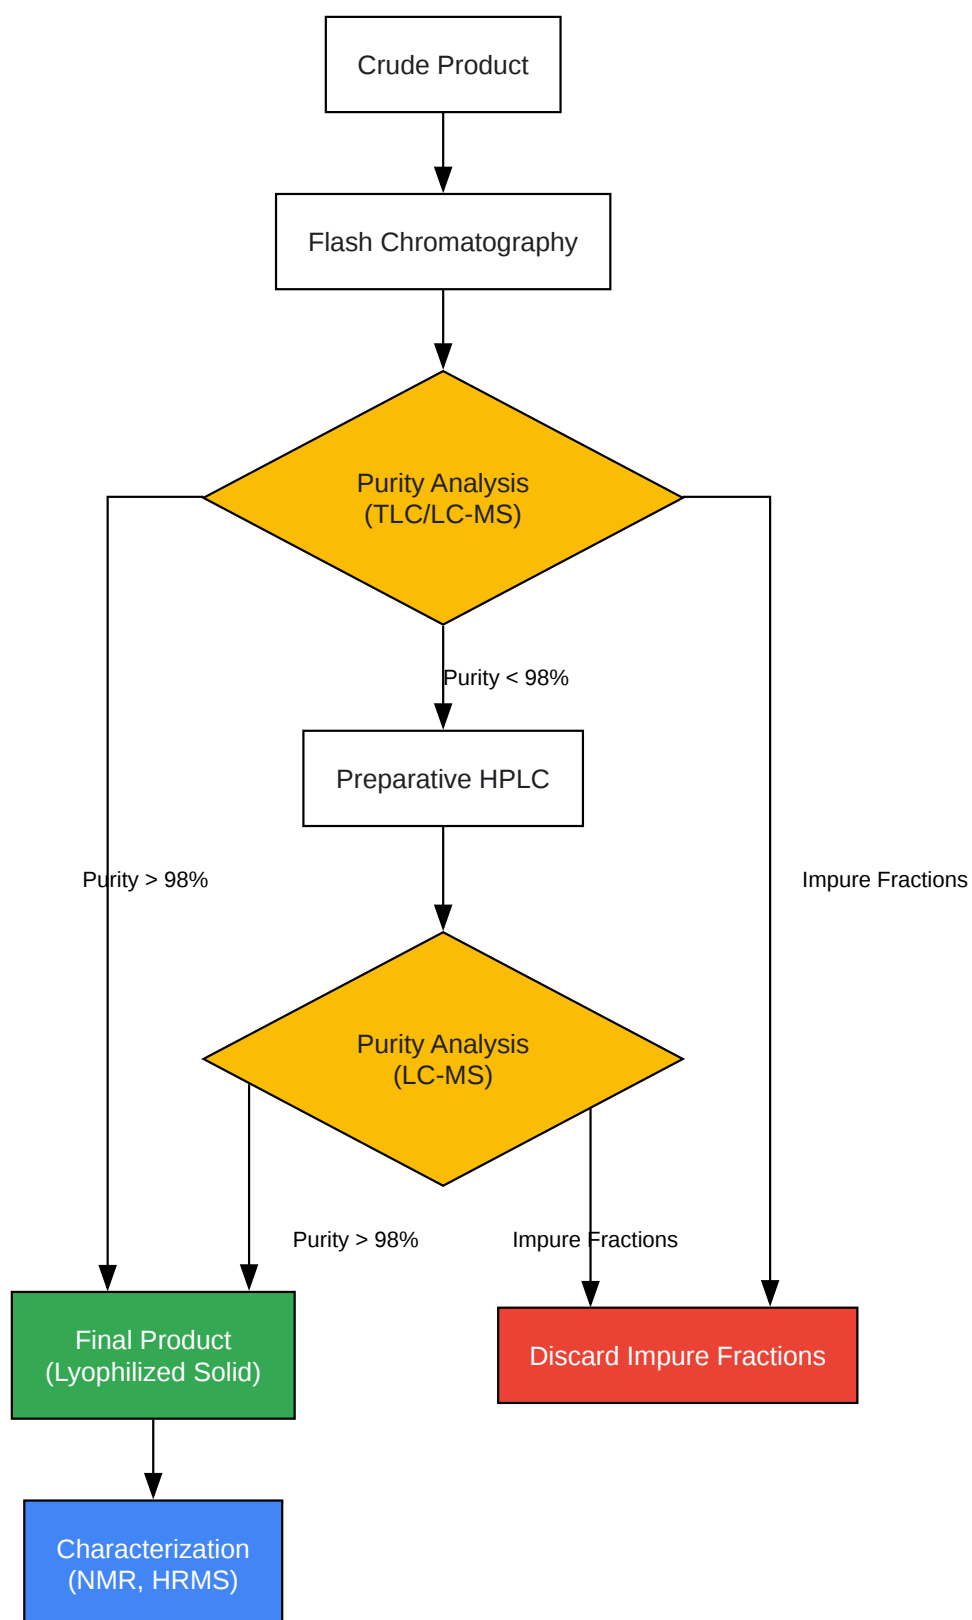 Crude Product
Flash Chromatography
Purity Analysis
(TLC/LC-MS)
Purity < 98%
Preparative HPLC
Purity > 98%
Impure Fractions
Purity Analysis
(LC-MS)
Purity > 98%
Impure Fractions
Final Product
(Lyophilized Solid)
Discard Impure Fractions
Characterization
(NMR, HRMS)